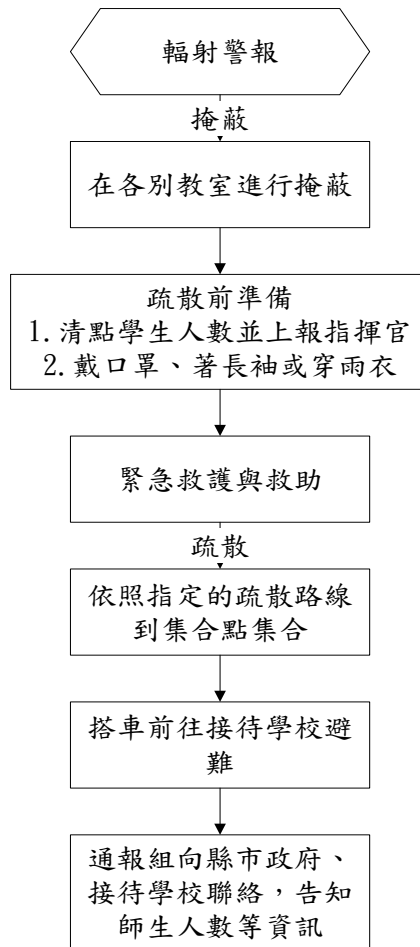 輻射警報
掩蔽
在各別教室進行掩蔽
疏散前準備
1. 清點學生人數並上報指揮官
2. 戴口罩、著長袖或穿雨衣
緊急救護與救助
疏散
依照指定的疏散路線
到集合點集合
搭車前往接待學校避
難
通報組向縣市政府、
接待學校聯絡，告知
師生人數等資訊